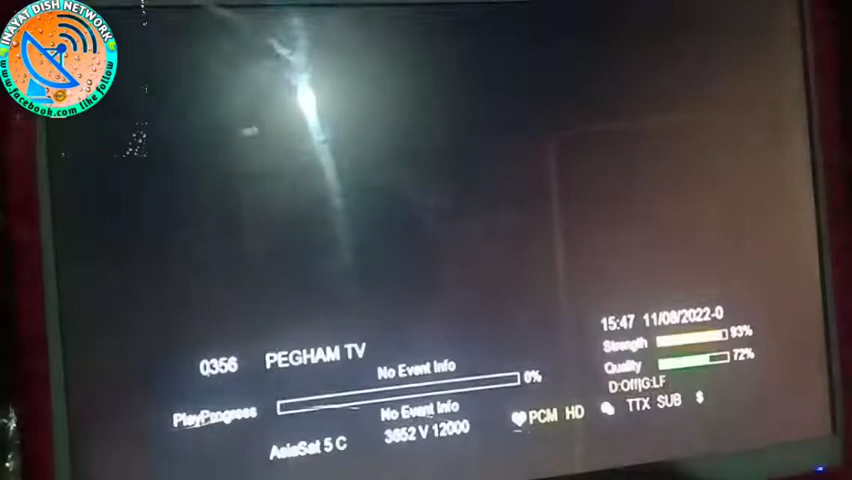 INAYAT DISH NETWORK
www.facebook.com like follow
15:47 11/08/2022-0
Strength 93%
Quality 72%
D:Off|G:LF
0356 PEGHAM TV
No Event Info
PlayProgress 0%
No Event Info
PCM HD TTX SUB $
AsiaSat 5 C 3852 V 12000